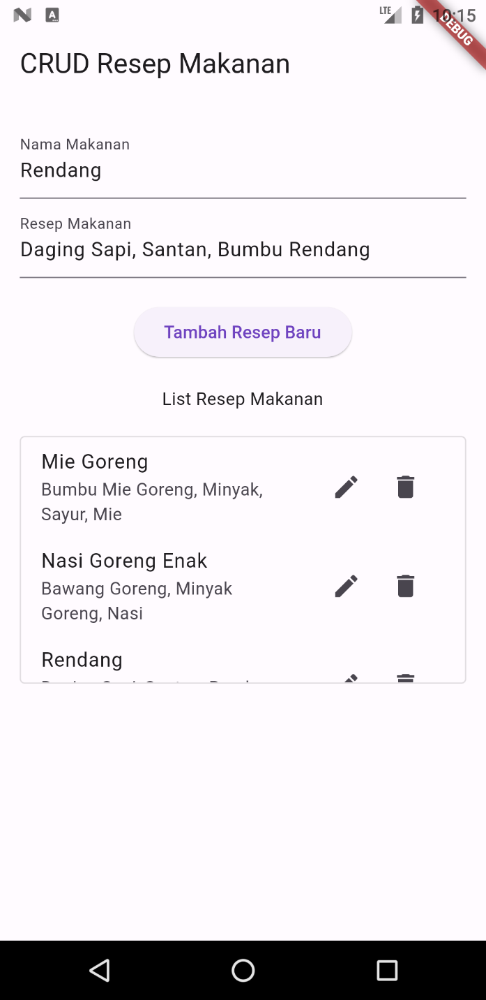 LTE
10:15
DEBUG
CRUD Resep Makanan
Nama Makanan
Rendang
Resep Makanan
Daging Sapi, Santan, Bumbu Rendang
Tambah Resep Baru
List Resep Makanan
Mie Goreng
Bumbu Mie Goreng, Minyak,
Sayur, Mie
Nasi Goreng Enak
Bawang Goreng, Minyak
Goreng, Nasi
Rendang